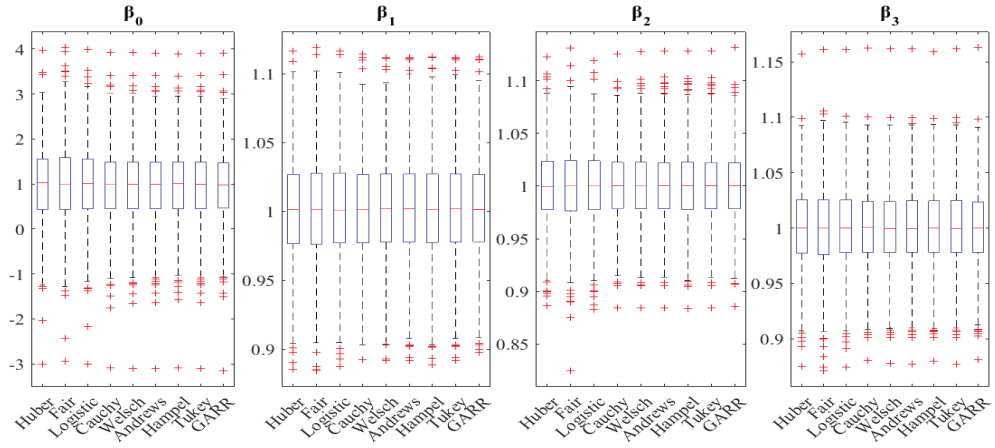 β0
4
3
2
1
0
-1
-2
-3
Huber
Fair
Logistic
Cauchy
Welsch
Andrews
Hampel
Tukey
GARR
β1
1.1
1.05
1
0.95
0.9
Huber
Fair
Logistic
Cauchy
Welsch
Andrews
Hampel
Tukey
GARR
β2
1.1
1.05
1
0.95
0.9
0.85
Huber
Fair
Logistic
Cauchy
Welsch
Andrews
Hampel
Tukey
GARR
β3
1.15
1.1
1.05
1
0.95
0.9
Huber
Fair
Logistic
Cauchy
Welsch
Andrews
Hampel
Tukey
GARR